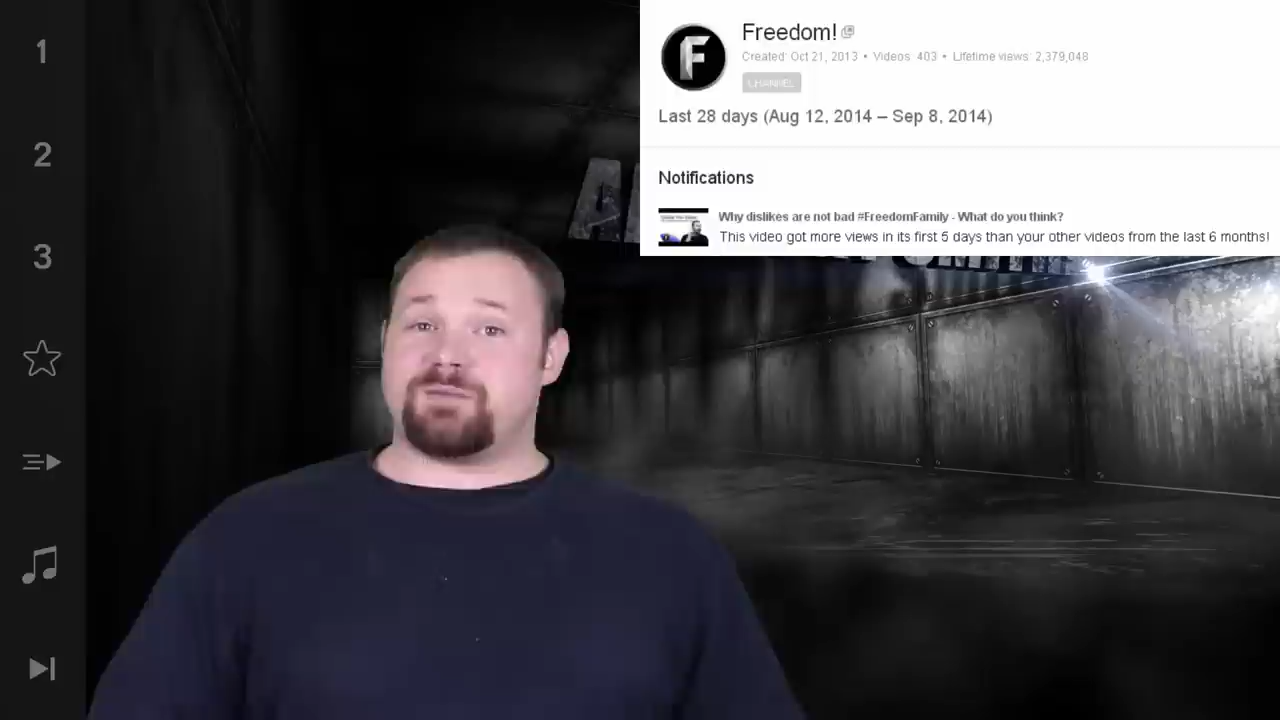 1
2
3
F
Freedom!
Created: Oct 21, 2013 • Videos: 403 • Lifetime views: 2,379,048
CHANNEL
Last 28 days (Aug 12, 2014 – Sep 8, 2014)
Notifications
Why dislikes are not bad #FreedomFamily - What do you think?
This video got more views in its first 5 days than your other videos from the last 6 months!